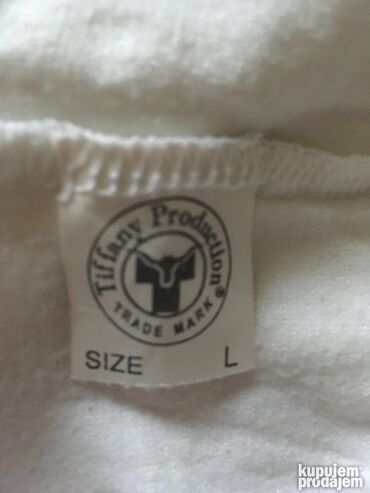 Tiffany Production®
TRADE MARK
SIZE L
kupujem
prodajem